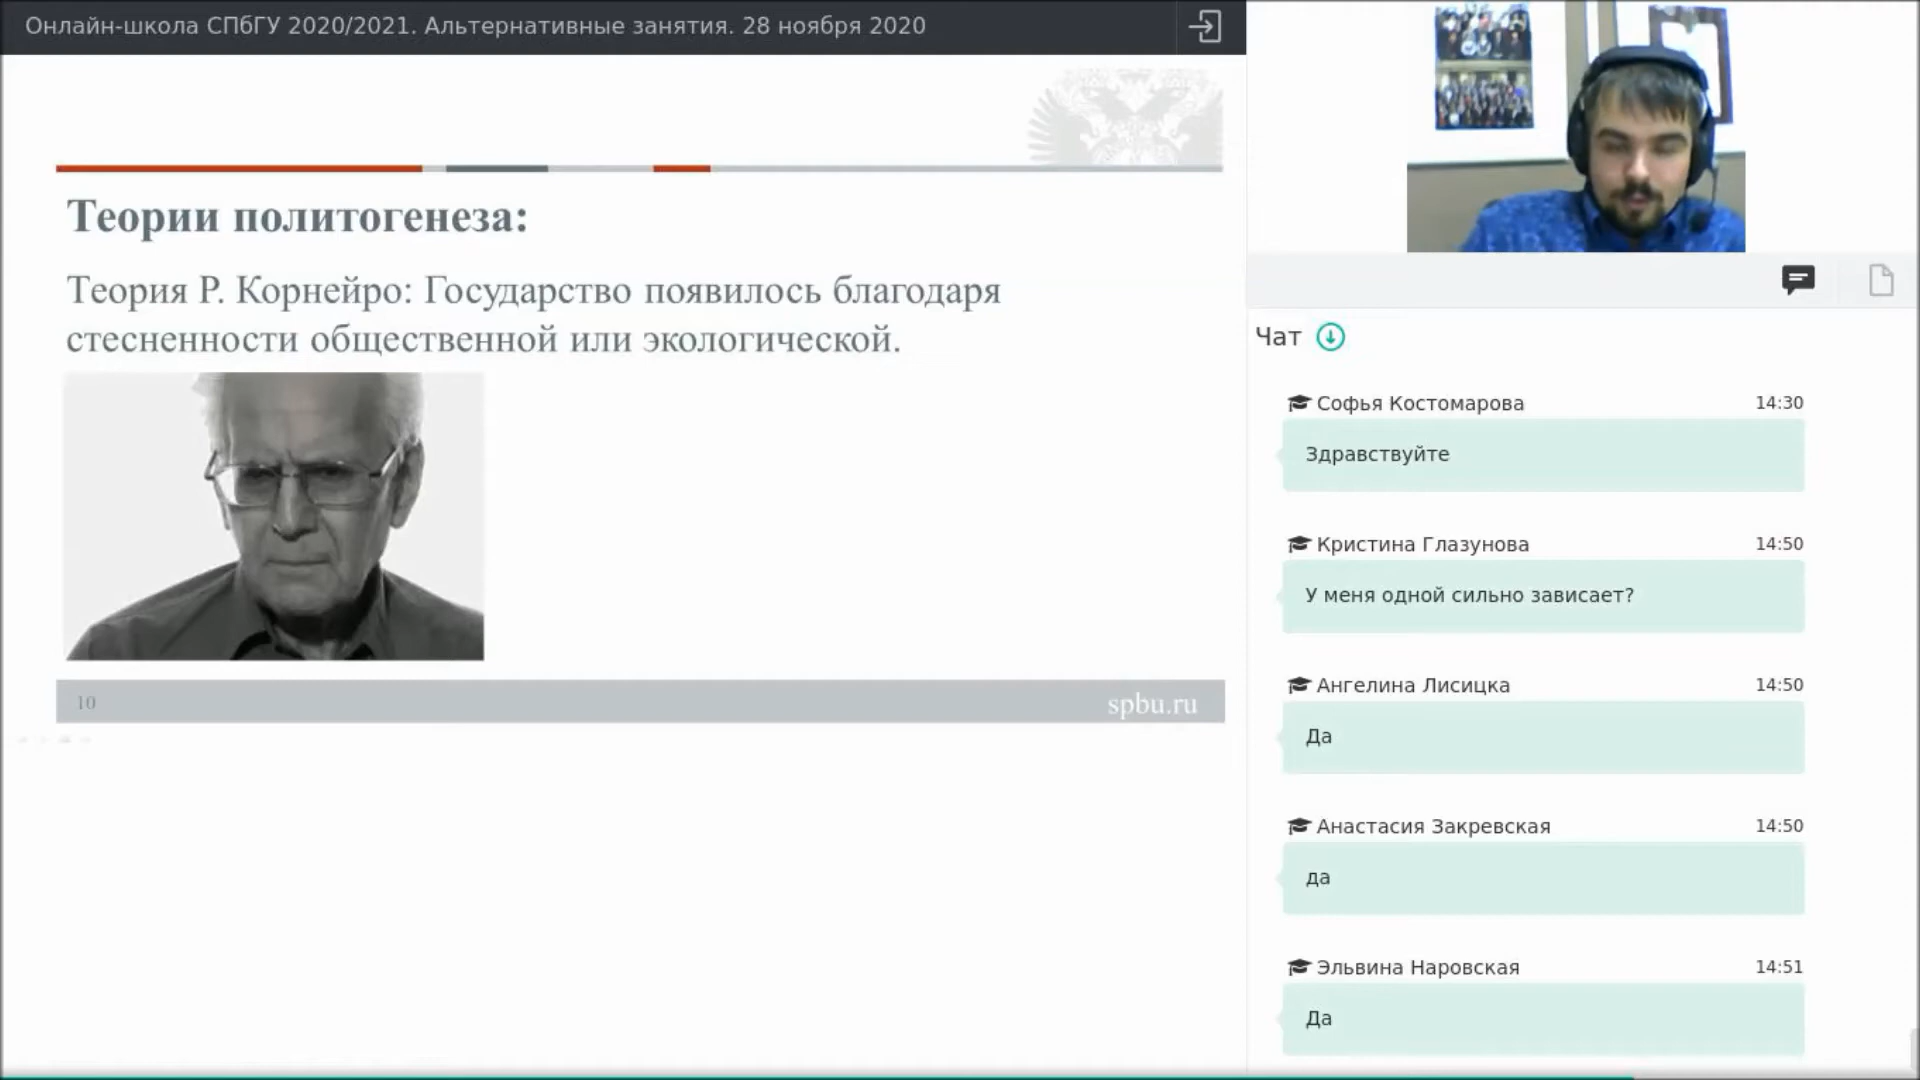 Онлайн-школа СПбГУ 2020/2021. Альтернативные занятия. 28 ноября 2020
Теории политогенеза:
Теория Р. Корнейро: Государство появилось благодаря
стесненности общественной или экологической.
10
spbu.ru
Чат
Софья Костомарова 14:30
Здравствуйте
Кристина Глазунова 14:50
У меня одной сильно зависает?
Ангелина Лисицка 14:50
Да
Анастасия Закревская 14:50
да
Эльвина Наровская 14:51
Да